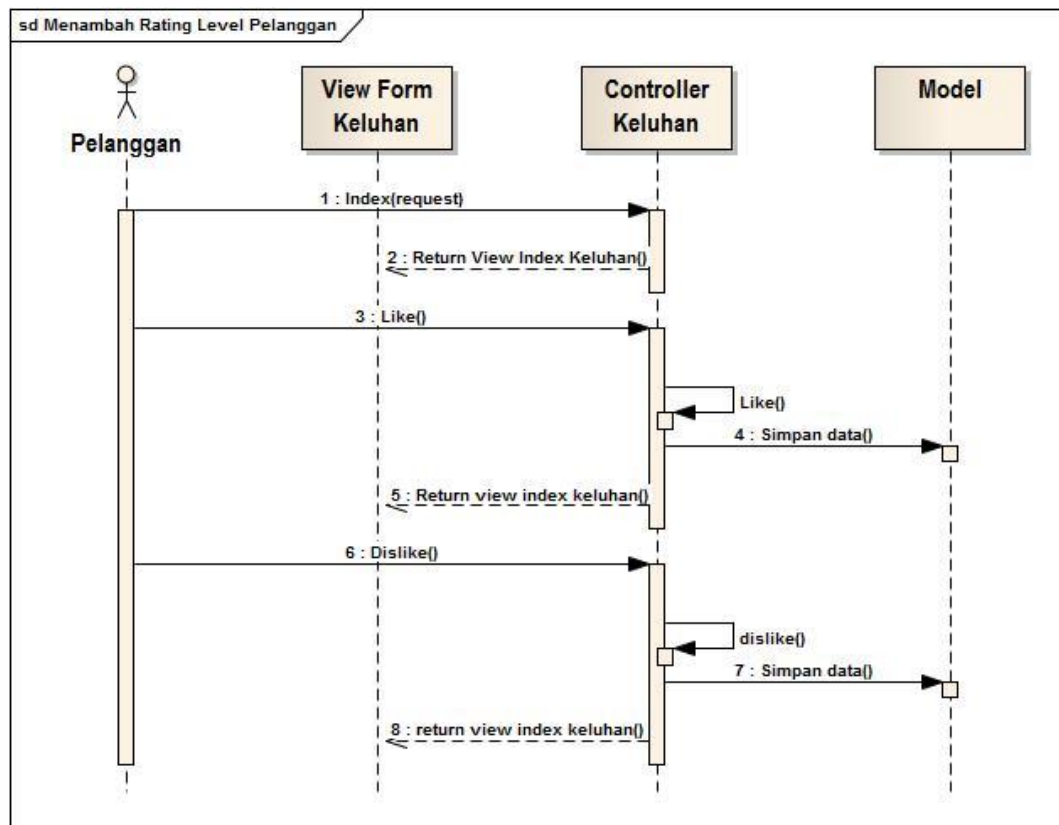 sd Menambah Rating Level Pelanggan
Pelanggan
View Form
Keluhan
Controller
Keluhan
Model
1 : Index(request)
2 : Return View Index Keluhan()
3 : Like()
Like()
4 : Simpan data()
5 : Return view index keluhan()
6 : Dislike()
dislike()
7 : Simpan data()
8 : return view index keluhan()